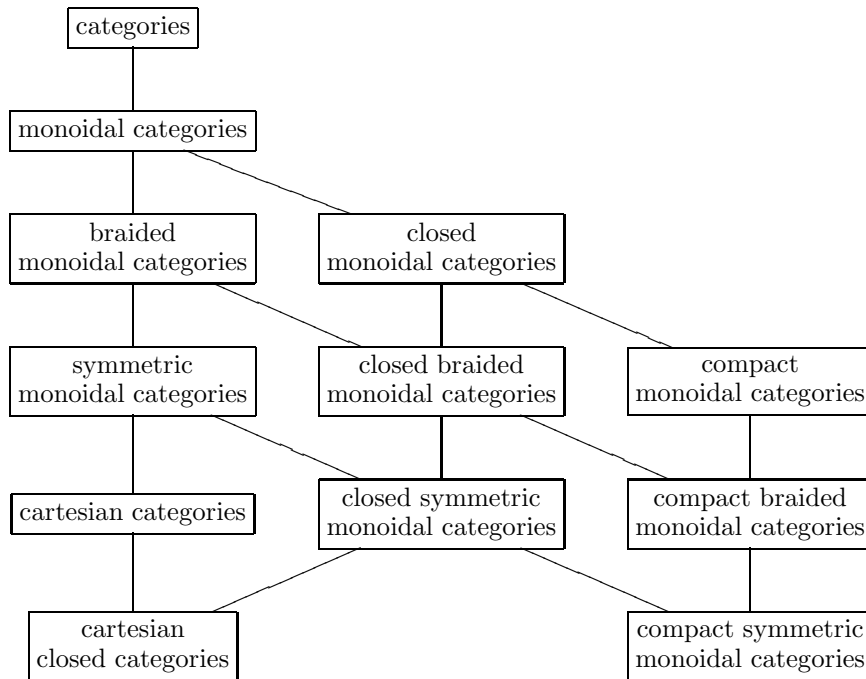 categories
monoidal categories
braided
monoidal categories
closed
monoidal categories
symmetric
monoidal categories
closed braided
monoidal categories
compact
monoidal categories
cartesian categories
closed symmetric
monoidal categories
compact braided
monoidal categories
cartesian
closed categories
compact symmetric
monoidal categories